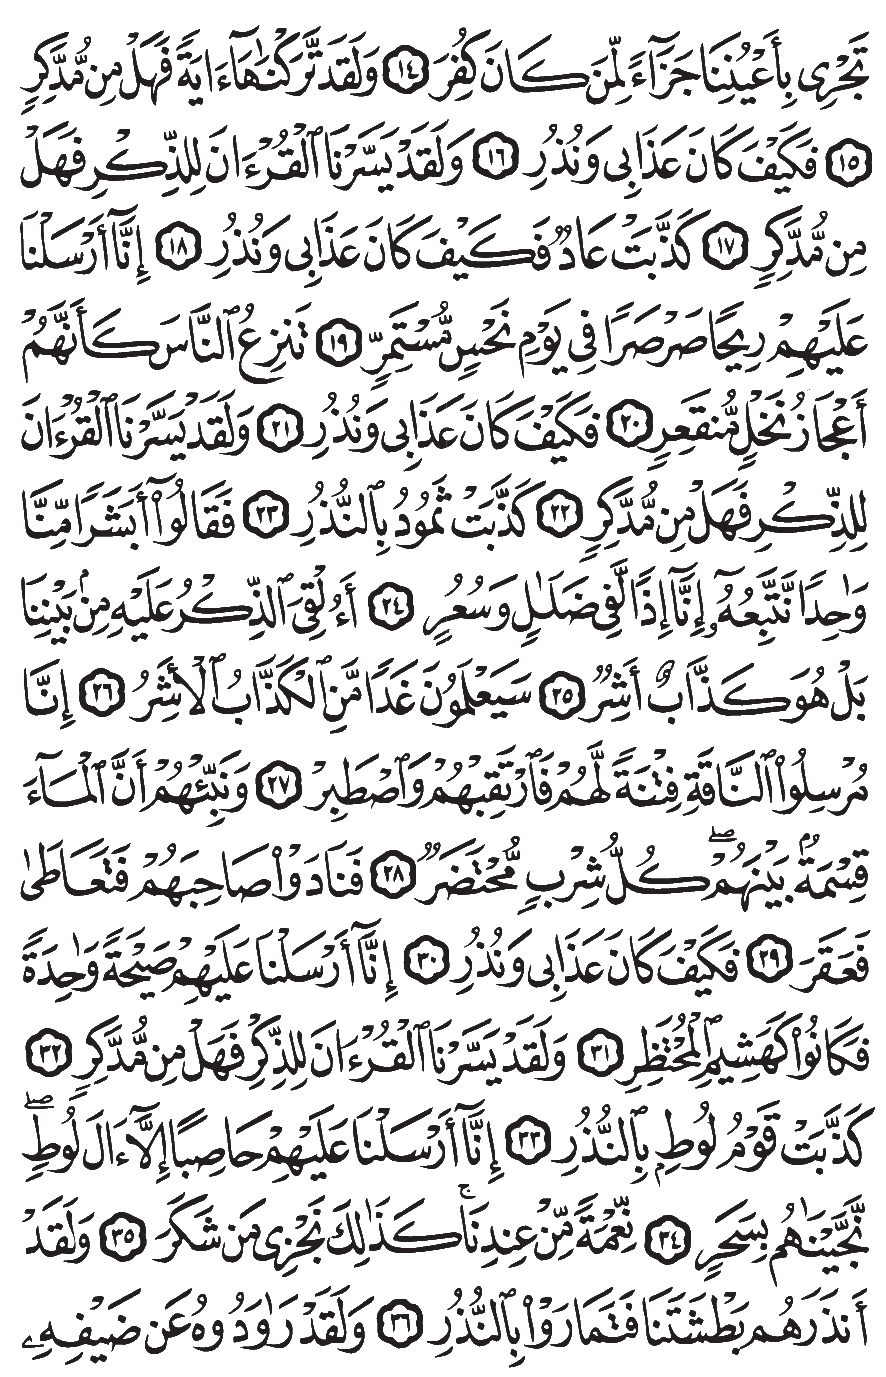 تَجْرِى بِأَعْيُنِنَا جَزَآءً لِّمَن كَانَ كُفِرَ ١٤ وَلَقَد تَّرَكْنَٰهَآ ءَايَةً فَهَلْ مِن مُّدَّكِرٍ
١٥ فَكَيْفَ كَانَ عَذَابِى وَنُذُرِ ١٦ وَلَقَدْ يَسَّرْنَا ٱلْقُرْءَانَ لِلذِّكْرِ فَهَلْ
مِن مُّدَّكِرٍ ١٧ كَذَّبَتْ عَادٌ فَكَيْفَ كَانَ عَذَابِى وَنُذُرِ ١٨ إِنَّآ أَرْسَلْنَا
عَلَيْهِمْ رِيحًا صَرْصَرًا فِى يَوْمِ نَحْسٍ مُّسْتَمِرٍّ ١٩ تَنزِعُ ٱلنَّاسَ كَأَنَّهُمْ
أَعْجَازُ نَخْلٍ مُّنقَعِرٍ ٢٠ فَكَيْفَ كَانَ عَذَابِى وَنُذُرِ ٢١ وَلَقَدْ يَسَّرْنَا ٱلْقُرْءَانَ
لِلذِّكْرِ فَهَلْ مِن مُّدَّكِرٍ ٢٢ كَذَّبَتْ ثَمُودُ بِٱلنُّذُرِ ٢٣ فَقَالُوٓا۟ أَبَشَرًا مِّنَّا
وَٰحِدًا نَّتَّبِعُهُۥٓ إِنَّآ إِذًا لَّفِى ضَلَٰلٍ وَسُعُرٍ ٢٤ أَءُلْقِىَ ٱلذِّكْرُ عَلَيْهِ مِنۢ بَيْنِنَا
بَلْ هُوَ كَذَّابٌ أَشِرٌ ٢٥ سَيَعْلَمُونَ غَدًا مَّنِ ٱلْكَذَّابُ ٱلْأَشِرُ ٢٦ إِنَّا
مُرْسِلُوا۟ ٱلنَّاقَةِ فِتْنَةً لَّهُمْ فَٱرْتَقِبْهُمْ وَٱصْطَبِرْ ٢٧ وَنَبِّئْهُمْ أَنَّ ٱلْمَآءَ
قِسْمَةٌۢ بَيْنَهُمْ ۖ كُلُّ شِرْبٍ مُّحْتَضَرٌ ٢٨ فَنَادَوْا۟ صَاحِبَهُمْ فَتَعَاطَىٰ
فَعَقَرَ ٢٩ فَكَيْفَ كَانَ عَذَابِى وَنُذُرِ ٣٠ إِنَّآ أَرْسَلْنَا عَلَيْهِمْ صَيْحَةً وَٰحِدَةً
فَكَانُوا۟ كَهَشِيمِ ٱلْمُحْتَظِرِ ٣١ وَلَقَدْ يَسَّرْنَا ٱلْقُرْءَانَ لِلذِّكْرِ فَهَلْ مِن مُّدَّكِرٍ ٣٢
كَذَّبَتْ قَوْمُ لُوطٍۭ بِٱلنُّذُرِ ٣٣ إِنَّآ أَرْسَلْنَا عَلَيْهِمْ حَاصِبًا إِلَّآ ءَالَ لُوطٍ ۖ
نَّجَّيْنَٰهُم بِسَحَرٍ ٣٤ نِّعْمَةً مِّنْ عِندِنَا ۚ كَذَٰلِكَ نَجْزِى مَن شَكَرَ ٣٥ وَلَقَدْ
أَنذَرَهُم بَطْشَتَنَا فَتَمَارَوْا۟ بِٱلنُّذُرِ ٣٦ وَلَقَدْ رَٰوَدُوهُ عَن ضَيْفِهِۦ